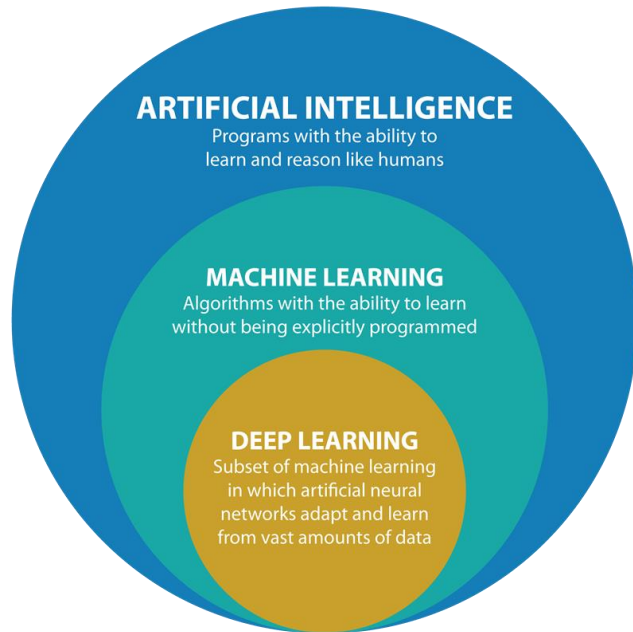 ARTIFICIAL INTELLIGENCE
Programs with the ability to
learn and reason like humans
MACHINE LEARNING
Algorithms with the ability to learn
without being explicitly programmed
DEEP LEARNING
Subset of machine learning
in which artificial neural
networks adapt and learn
from vast amounts of data